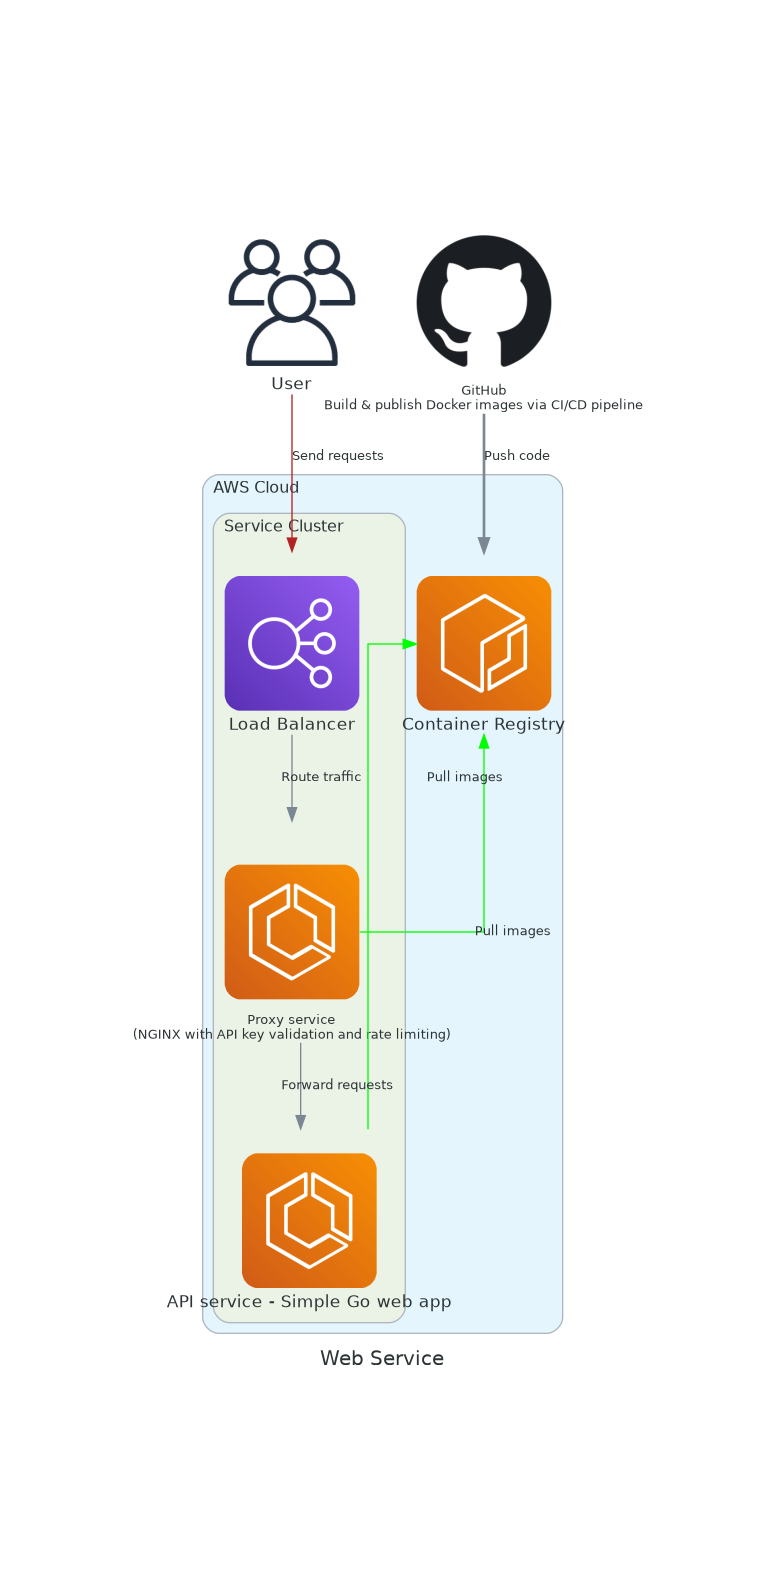 User
GitHub
Build & publish Docker images via CI/CD pipeline
Send requests
Push code
AWS Cloud
Service Cluster
Load Balancer
Container Registry
Route traffic
Pull images
Pull images
Proxy service
(NGINX with API key validation and rate limiting)
Forward requests
API service - Simple Go web app
Web Service